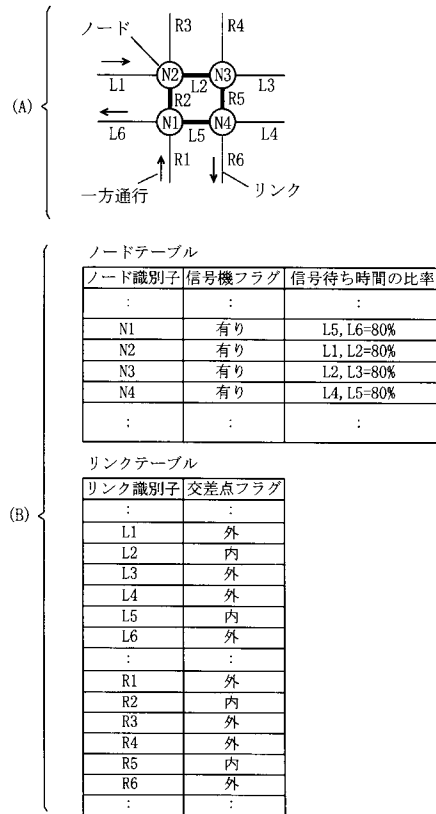 (A)
ノード
R3 R4
N2 N3
L1 L2 L3
R2 R5
N1 N4
L6 L5 L4
R1 R6
一方通行
リンク
(B)
ノードテーブル
ノード識別子 信号機フラグ 信号待ち時間の比率
: : :
N1 有り L5, L6=80%
N2 有り L1, L2=80%
N3 有り L2, L3=80%
N4 有り L4, L5=80%
: : :
リンクテーブル
リンク識別子 交差点フラグ
: :
L1 外
L2 内
L3 外
L4 外
L5 内
L6 外
: :
R1 外
R2 内
R3 外
R4 外
R5 内
R6 外
: :